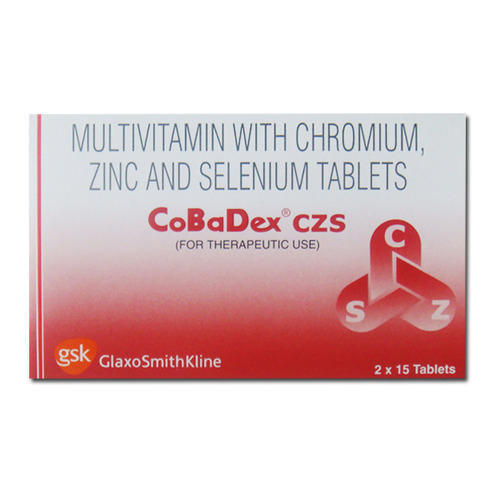 MULTIVITAMIN WITH CHROMIUM,
ZINC AND SELENIUM TABLETS
CoBaDex® CZS
(FOR THERAPEUTIC USE)
C
S Z
gsk GlaxoSmithKline
2 x 15 Tablets